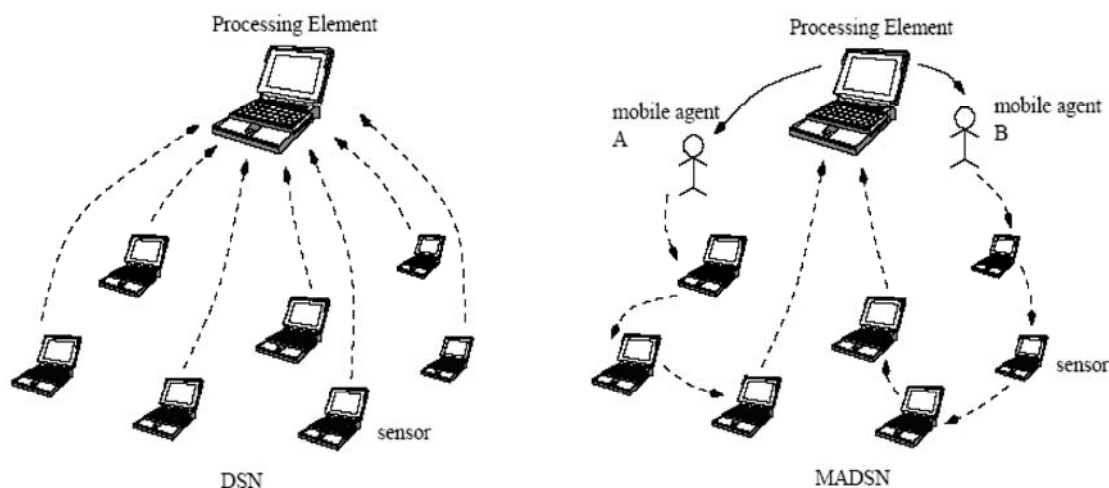 Processing Element
sensor
DSN
Processing Element
mobile agent
A
mobile agent
B
sensor
MADSN